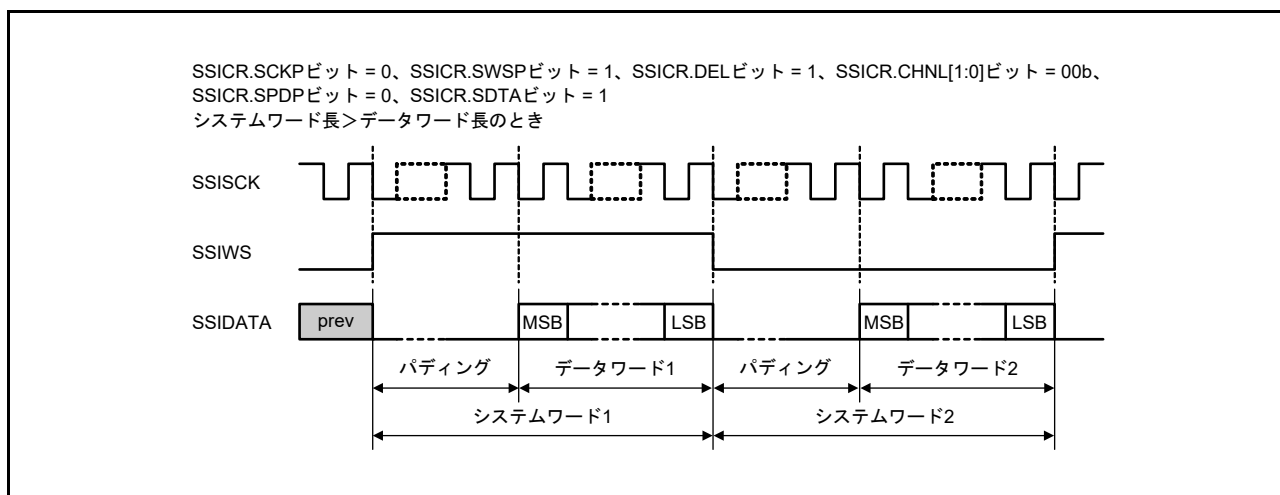 SSICR.SCKPビット = 0、SSICR.SWSPビット = 1、SSICR.DELビット = 1、SSICR.CHNL[1:0]ビット = 00b、
SSICR.SPDPビット = 0、SSICR.SDTAビット = 1
システムワード長＞データワード長のとき
SSISCK
SSIWS
SSIDATA prev MSB LSB MSB LSB
パディング データワード1 パディング データワード2
システムワード1 システムワード2